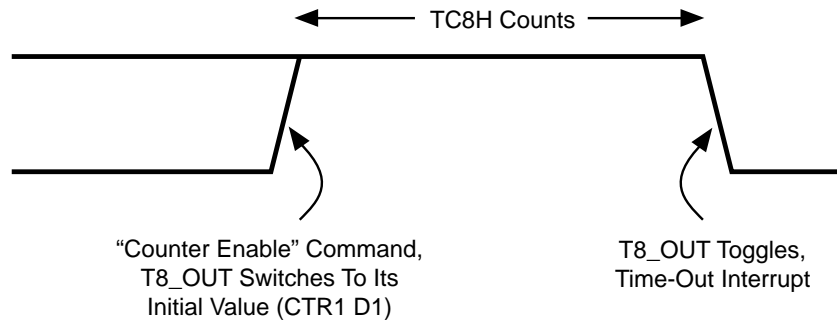 TC8H Counts
“Counter Enable” Command,
T8_OUT Switches To Its
Initial Value (CTR1 D1)
T8_OUT Toggles,
Time-Out Interrupt